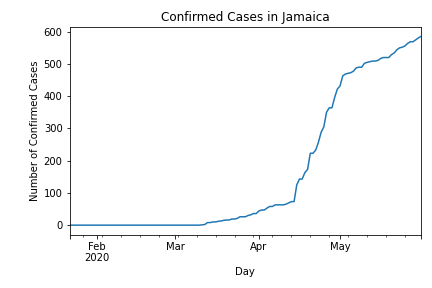 Confirmed Cases in Jamaica
600
500
400
300
200
100
0
Number of Confirmed Cases
Feb
2020
Mar
Apr
May
Day